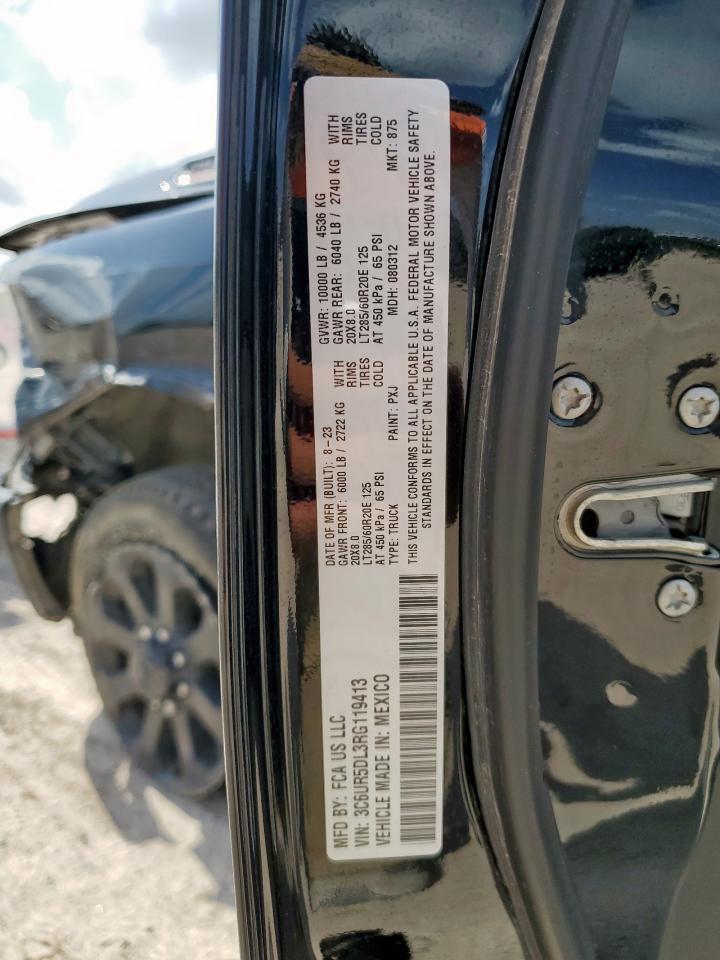 MFD BY: FCA US LLC
VIN: 3C6UR5DL3RG119413
VEHICLE MADE IN: MEXICO
DATE OF MFR (BUILT): 8-23
GAWR FRONT: 6000 LB / 2722 KG WITH
20X8.0 RIMS
LT285/60R20E 125 TIRES
AT 450 kPa / 65 PSI COLD
TYPE: TRUCK PAINT: PXJ
GVWR: 10000 LB / 4536 KG
GAWR REAR: 6040 LB / 2740 KG WITH
20X8.0 RIMS
LT285/60R20E 125 TIRES
AT 450 kPa / 65 PSI COLD
MDH: 080312 MKT: 875
THIS VEHICLE CONFORMS TO ALL APPLICABLE U.S.A. FEDERAL MOTOR VEHICLE SAFETY
STANDARDS IN EFFECT ON THE DATE OF MANUFACTURE SHOWN ABOVE.